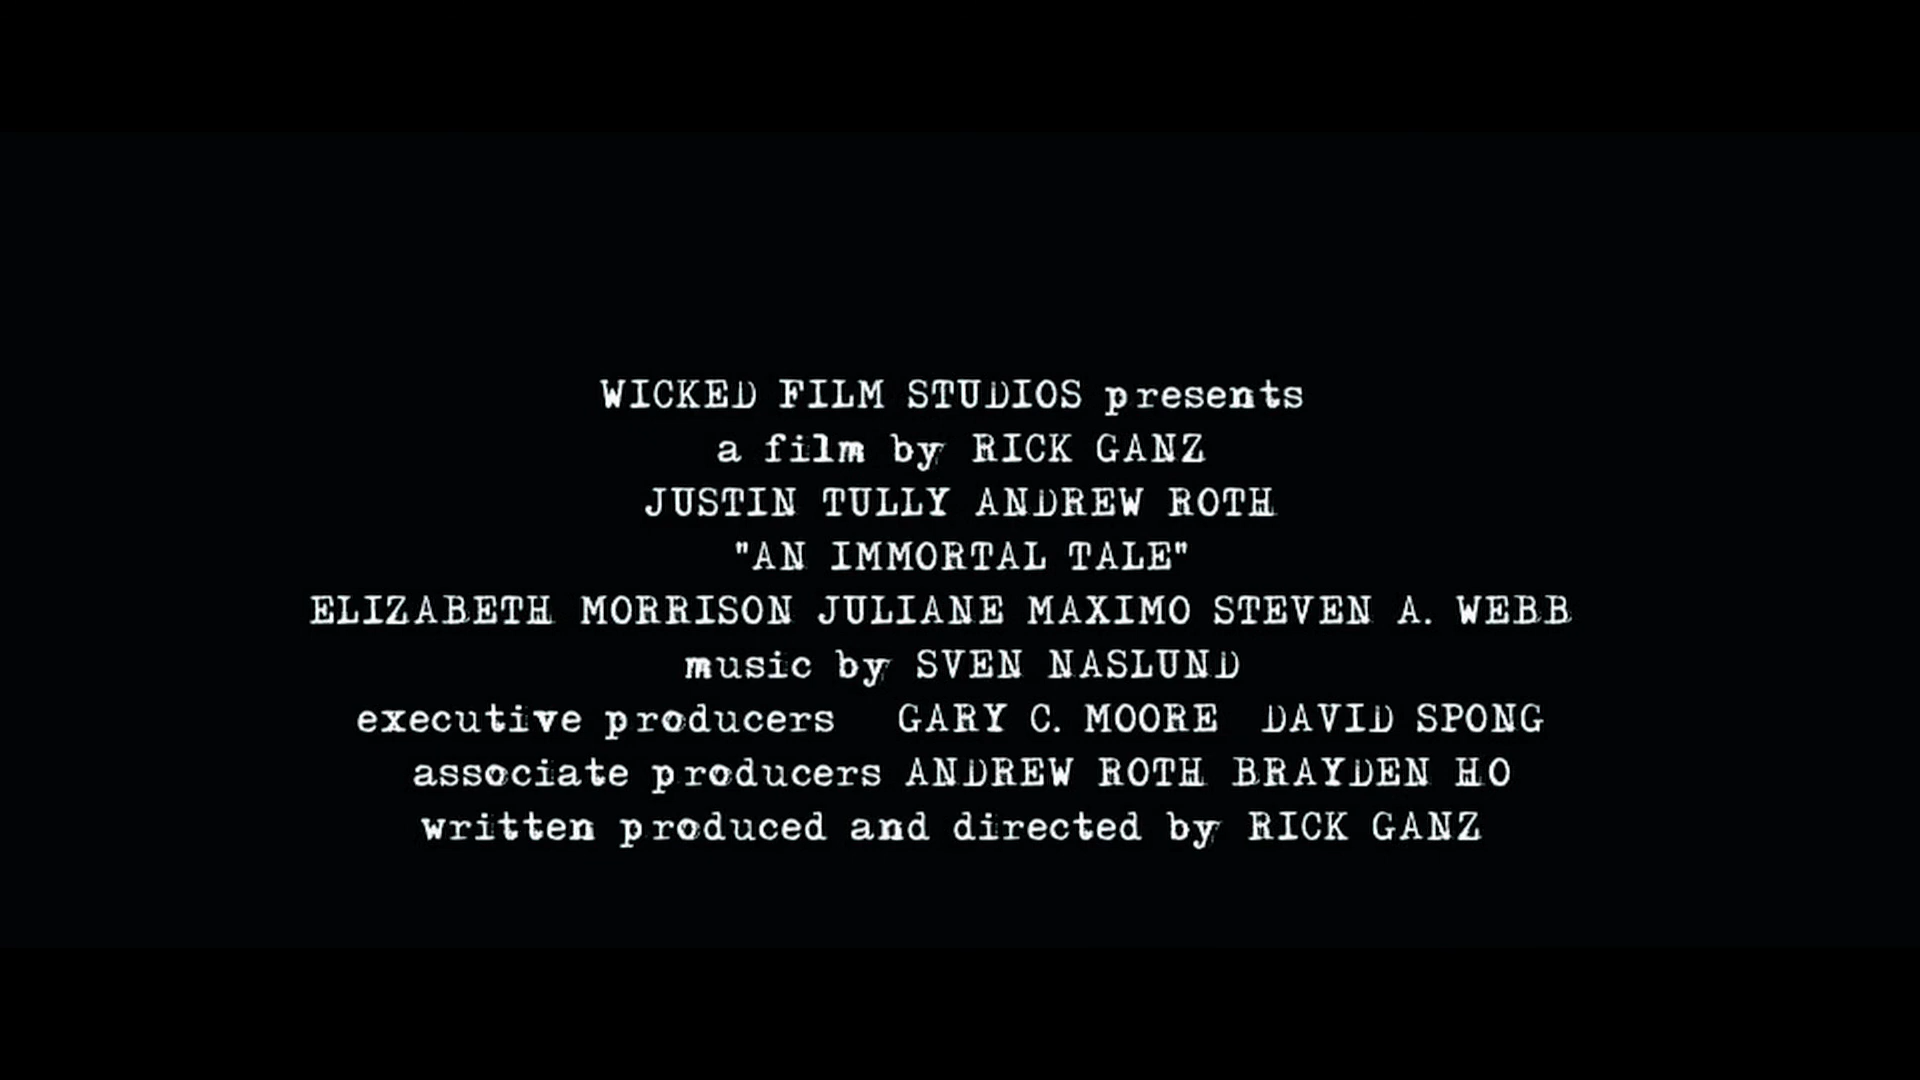 WICKED FILM STUDIOS presents
a film by RICK GANZ
JUSTIN TULLY ANDREW ROTH
"AN IMMORTAL TALE"
ELIZABETH MORRISON JULIANE MAXIMO STEVEN A. WEBB
music by SVEN NASLUND
executive producers GARY C. MOORE DAVID SPONG
associate producers ANDREW ROTH BRAYDEN HO
written produced and directed by RICK GANZ